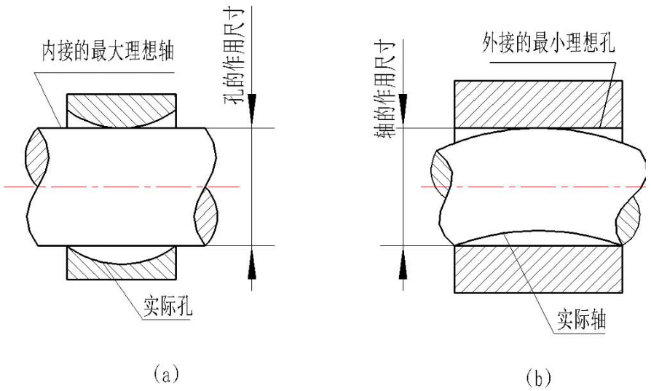 内接的最大理想轴
孔的作用尺寸
实际孔
(a)
外接的最小理想孔
轴的作用尺寸
实际轴
(b)